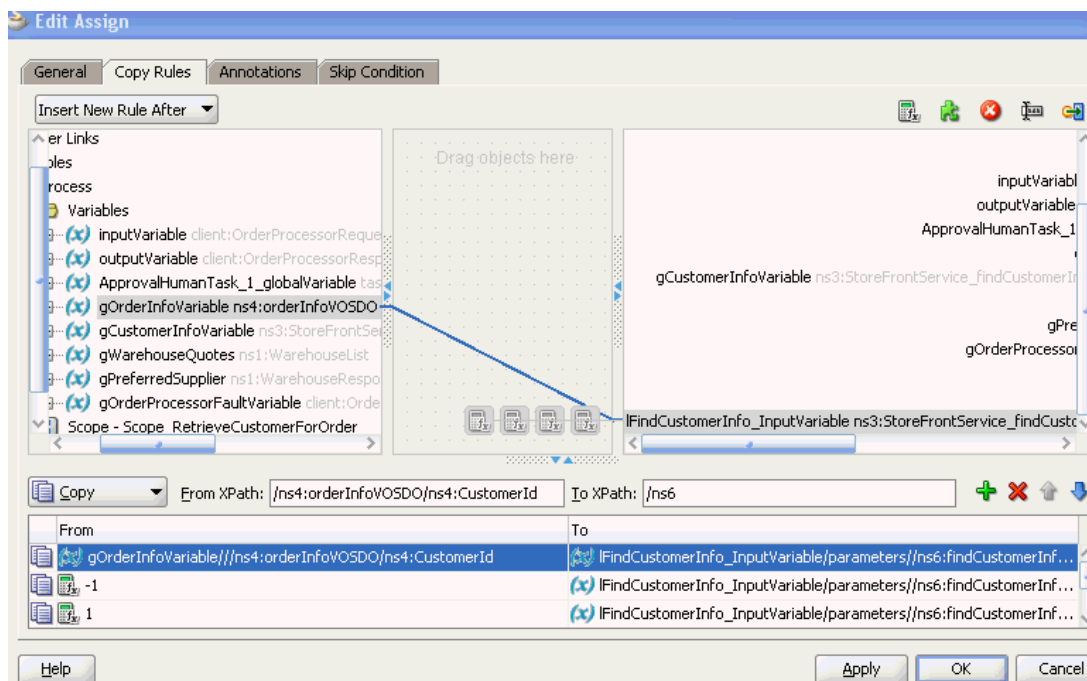 Edit Assign
General Copy Rules Annotations Skip Condition
Insert New Rule After
er Links
bles
rocess
Variables
inputVariable client:OrderProcessorReque
outputVariable client:OrderProcessorResp
ApprovalHumanTask_1_globalVariable tas
gOrderInfoVariable ns4:orderInfoVOSDO
gCustomerInfoVariable ns3:StoreFrontSer
gWarehouseQuotes ns1:WarehouseList
gPreferredSupplier ns1:WarehouseRespo
gOrderProcessorFaultVariable client:Orde
Scope - Scope_RetrieveCustomerForOrder
Drag objects here
inputVariabl
outputVariable
ApprovalHumanTask_1
gCustomerInfoVariable ns3:StoreFrontService_findCustomerIn
gPre
gOrderProcessor
lFindCustomerInfo_InputVariable ns3:StoreFrontService_findCusto
Copy From XPath: /ns4:orderInfoVOSDO/ns4:CustomerId To XPath: /ns6
From To
gOrderInfoVariable///ns4:orderInfoVOSDO/ns4:CustomerId lFindCustomerInfo_InputVariable/parameters//ns6:findCustomerInf...
-1 lFindCustomerInfo_InputVariable/parameters//ns6:findCustomerInf...
1 lFindCustomerInfo_InputVariable/parameters//ns6:findCustomerInf...
Help Apply OK Cancel